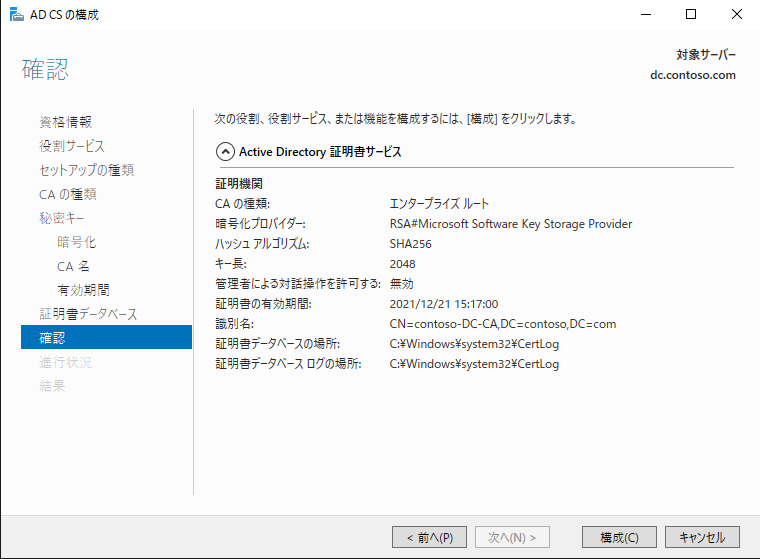 AD CS の構成
確認
対象サーバー
dc.contoso.com
資格情報
役割サービス
セットアップの種類
CA の種類
秘密キー
暗号化
CA 名
有効期間
証明書データベース
確認
進行状況
結果
次の役割、役割サービス、または機能を構成するには、[構成] をクリックします。
Active Directory 証明書サービス
証明機関
CA の種類: エンタープライズ ルート
暗号化プロバイダー: RSA#Microsoft Software Key Storage Provider
ハッシュ アルゴリズム: SHA256
キー長: 2048
管理者による対話操作を許可する: 無効
証明書の有効期間: 2021/12/21 15:17:00
識別名: CN=contoso-DC-CA,DC=contoso,DC=com
証明書データベースの場所: C:¥Windows¥system32¥CertLog
証明書データベース ログの場所: C:¥Windows¥system32¥CertLog
< 前へ(P) 次へ(N) > 構成(C) キャンセル